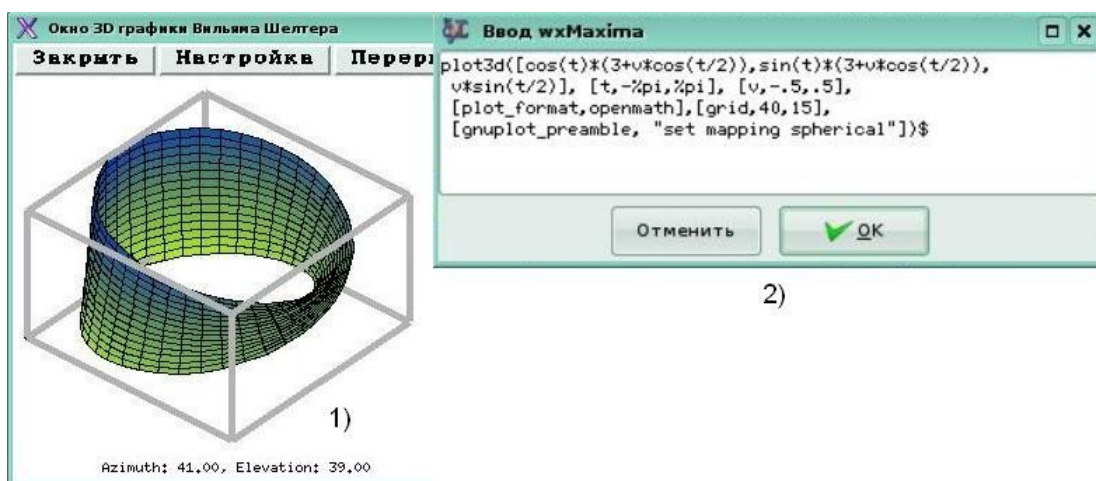 Окно 3D графики Вильяма Шелтера
Закрыть Настройка
Azimuth: 41.00, Elevation: 39.00
1)
Ввод wxMaxima
plot3d([cos(t)*(3+v*cos(t/2)),sin(t)*(3+v*cos(t/2)),
v*sin(t/2)], [t,-%pi,%pi], [v,-.5,.5],
[plot_format,openmath],[grid,40,15],
[gnuplot_preamble, "set mapping spherical"])$
Отменить OK
2)